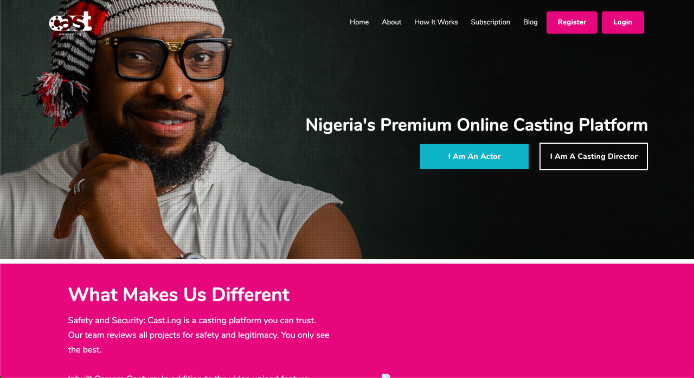 cast
Home About How It Works Subscription Blog Register Login
Nigeria's Premium Online Casting Platform
I Am An Actor I Am A Casting Director
What Makes Us Different
Safety and Security: Cast.i.ng is a casting platform you can trust.
Our team reviews all projects for safety and legitimacy. You only see
the best.